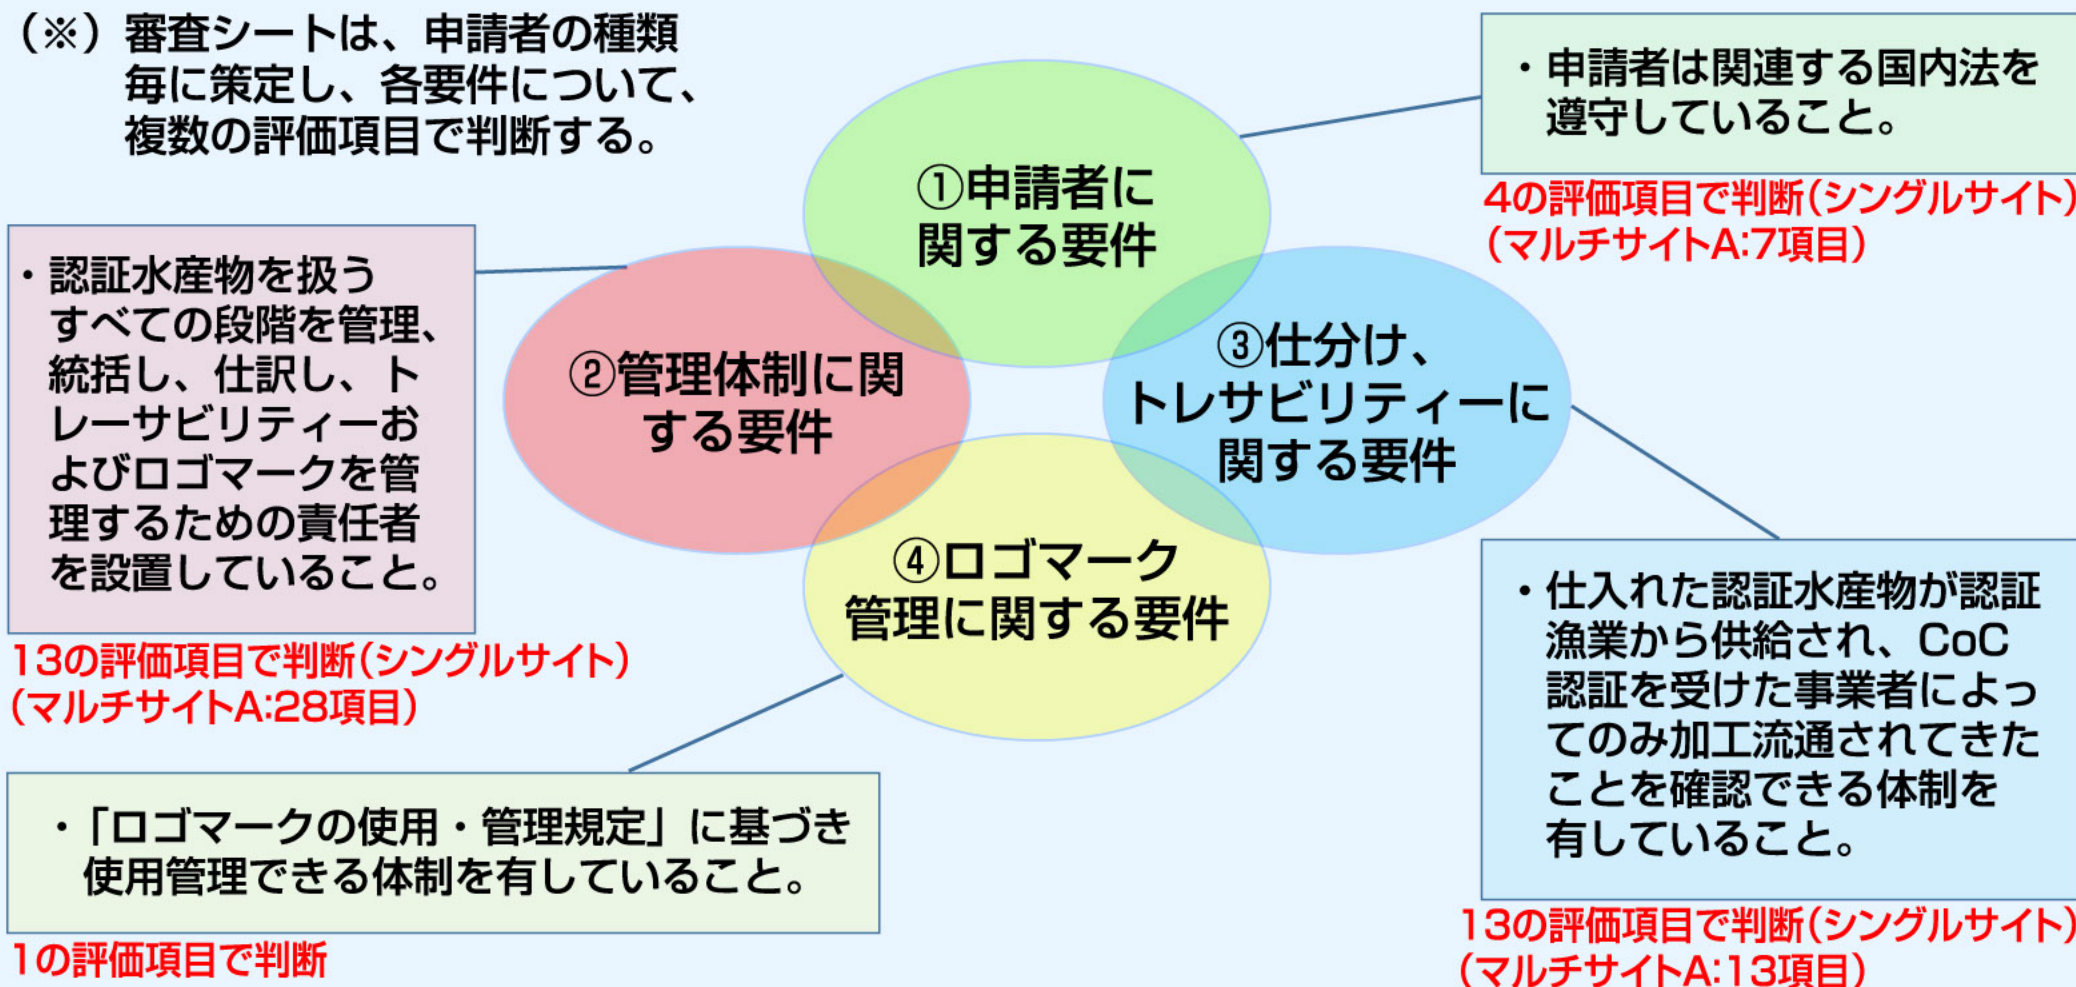 （※）審査シートは、申請者の種類
毎に策定し、各要件について、
複数の評価項目で判断する。
・申請者は関連する国内法を
遵守していること。
4の評価項目で判断（シングルサイト）
（マルチサイトA:7項目）
①申請者に
関する要件
・認証水産物を扱う
すべての段階を管理、
統括し、仕訳し、ト
レーサビリティーお
よびロゴマークを管
理するための責任者
を設置していること。
13の評価項目で判断（シングルサイト）
（マルチサイトA:28項目）
②管理体制に関
する要件
③仕分け、
トレサビリティーに
関する要件
④ロゴマーク
管理に関する要件
・仕入れた認証水産物が認証
漁業から供給され、CoC
認証を受けた事業者によっ
てのみ加工流通されてきた
ことを確認できる体制を
有していること。
13の評価項目で判断（シングルサイト）
（マルチサイトA:13項目）
・「ロゴマークの使用・管理規定」に基づき
使用管理できる体制を有していること。
1の評価項目で判断